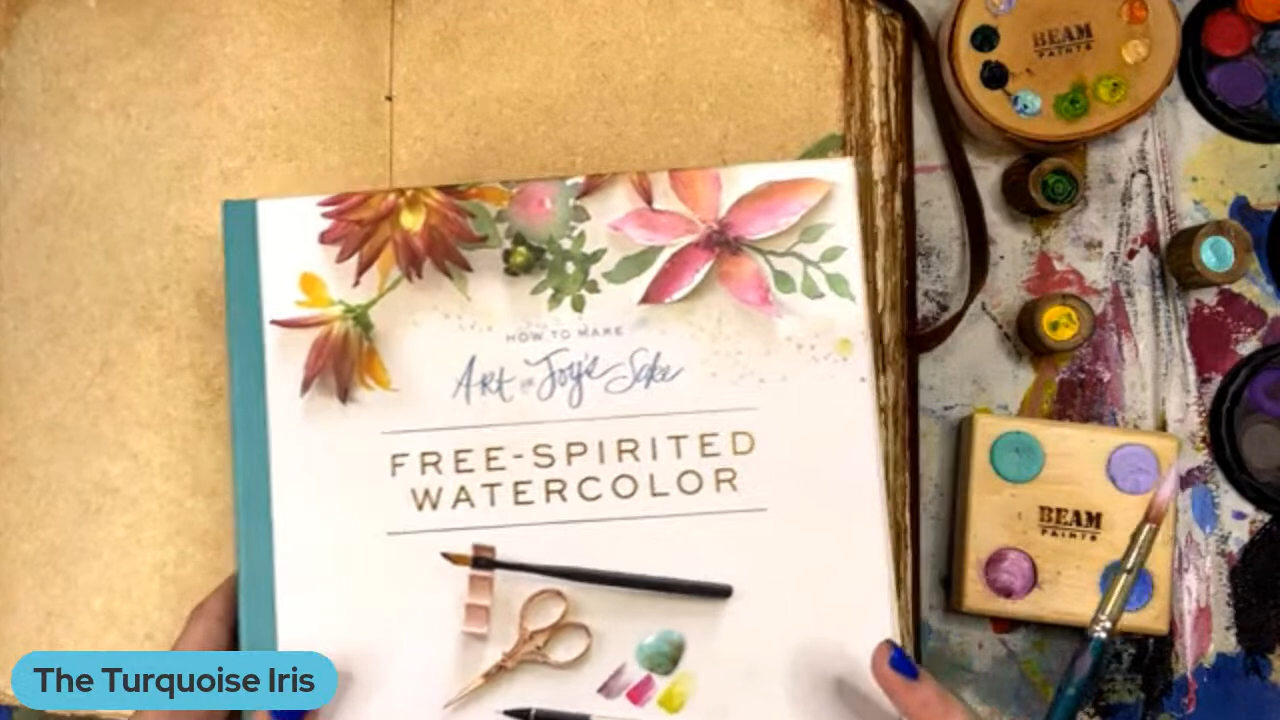 BEAM
PAINTS
HOW TO MAKE
ART for Joy's Sake
FREE-SPIRITED
WATERCOLOR
BEAM
PAINTS
The Turquoise Iris